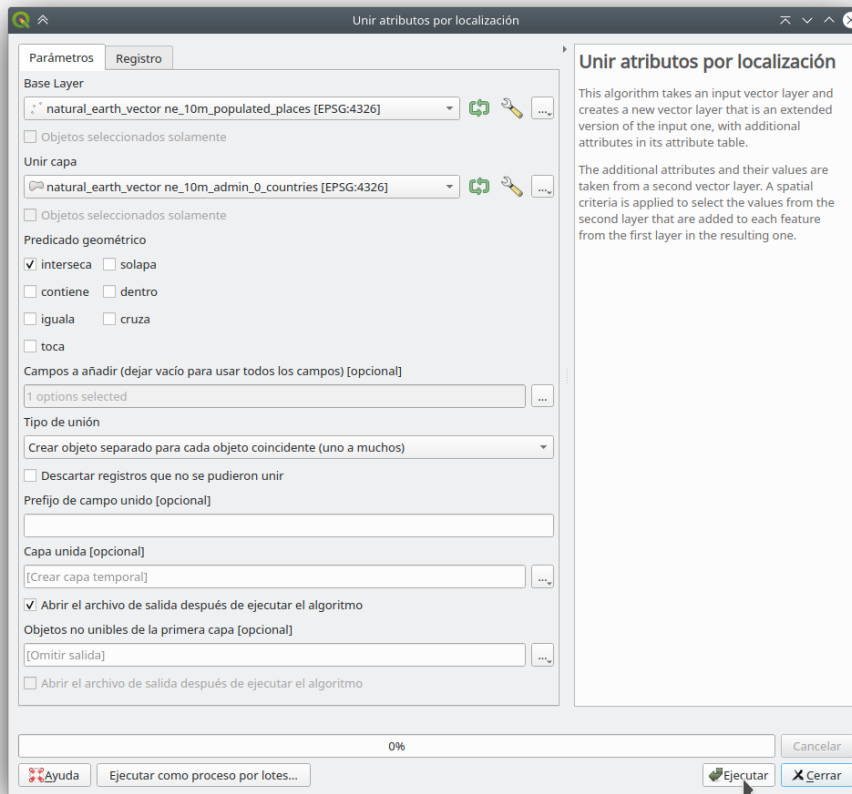 Unir atributos por localización
Parámetros
Registro
Base Layer
natural_earth_vector ne_10m_populated_places [EPSG:4326]
...
Objetos seleccionados solamente
Unir capa
natural_earth_vector ne_10m_admin_0_countries [EPSG:4326]
...
Objetos seleccionados solamente
Predicado geométrico
interseca solapa
contiene dentro
iguala cruza
toca
Campos a añadir (dejar vacío para usar todos los campos) [opcional]
1 options selected
...
Tipo de unión
Crear objeto separado para cada objeto coincidente (uno a muchos)
Descartar registros que no se pudieron unir
Prefijo de campo unido [opcional]
Capa unida [opcional]
[Crear capa temporal]
...
Abrir el archivo de salida después de ejecutar el algoritmo
Objetos no unibles de la primera capa [opcional]
[Omitir salida]
...
Abrir el archivo de salida después de ejecutar el algoritmo
Unir atributos por localización
This algorithm takes an input vector layer and
creates a new vector layer that is an extended
version of the input one, with additional
attributes in its attribute table.
The additional attributes and their values are
taken from a second vector layer. A spatial
criteria is applied to select the values from the
second layer that are added to each feature
from the first layer in the resulting one.
0%
Cancelar
Ayuda
Ejecutar como proceso por lotes...
Ejecutar
Cerrar